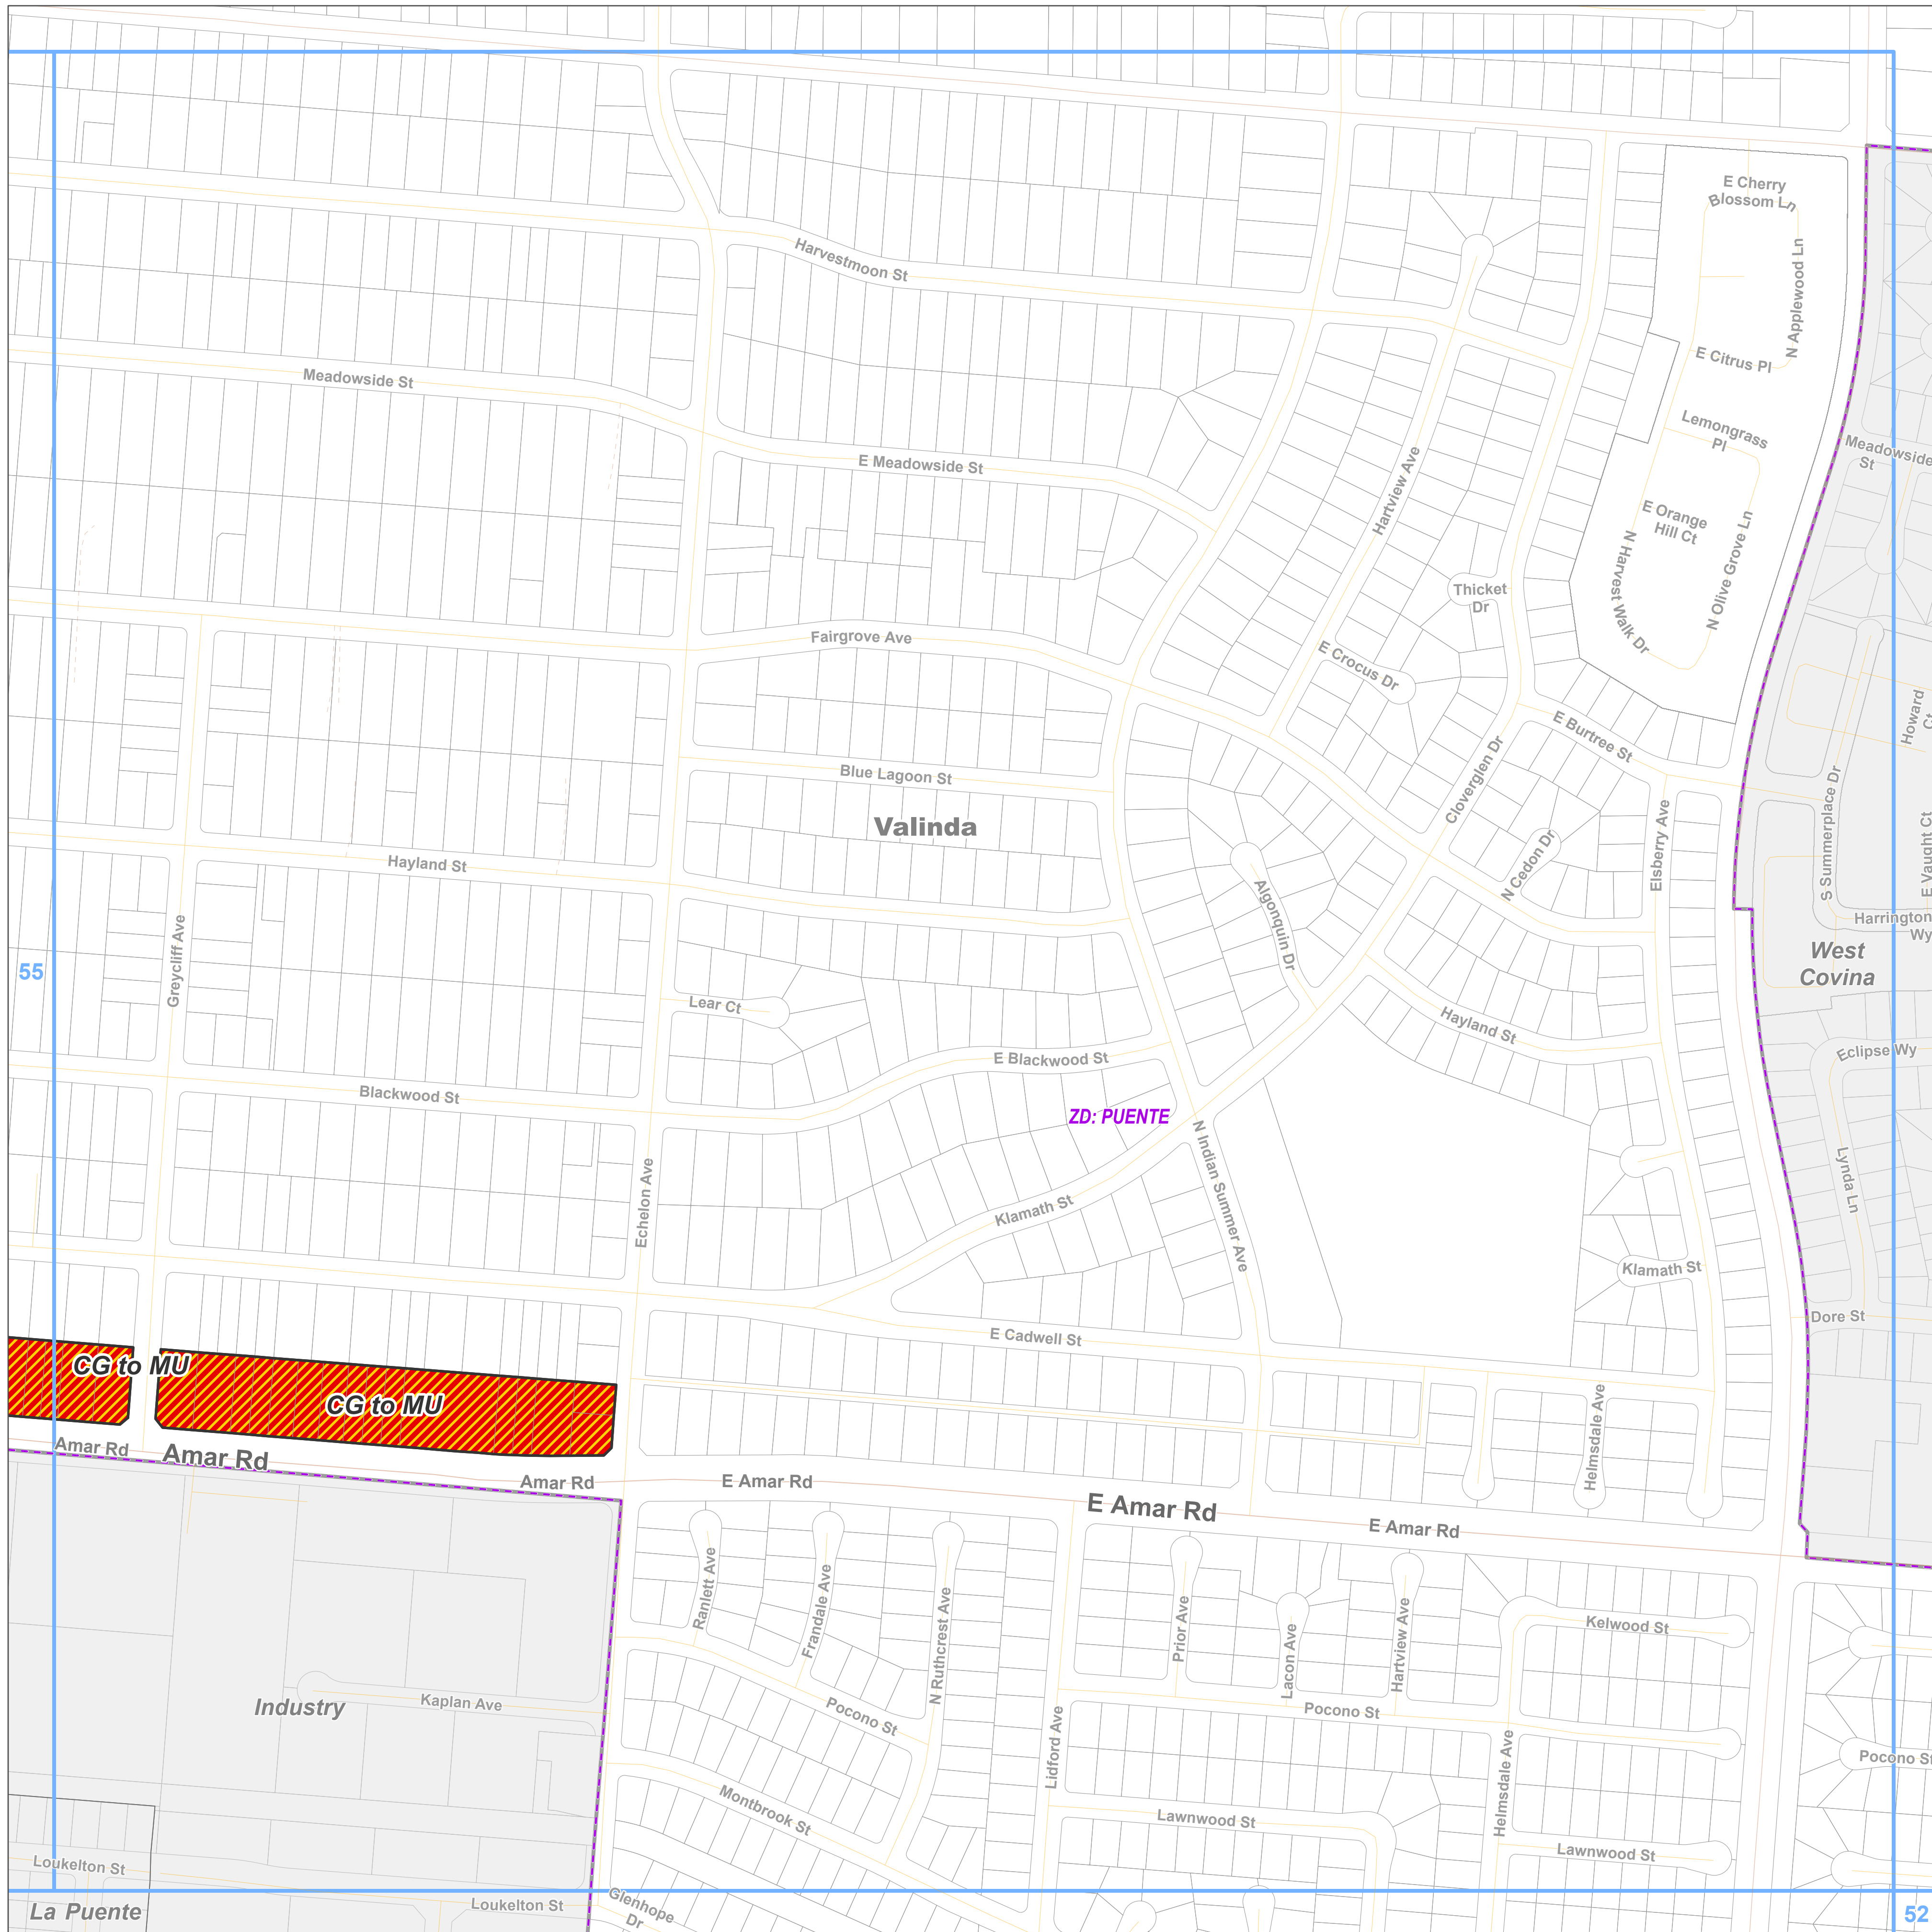 E Cherry
Blossom Ln
N Applewood Ln
Harvestmoon St
E Citrus Pl
Meadowside St
Lemongrass
Pl
Meadowside
St
E Meadowside St
Hartview Ave
E Orange
Hill Ct
N Olive Grove Ln
N Harvest Walk Dr
Thicket
Dr
Fairgrove Ave
E Crocus Dr
Howard
Ct
E Burtree St
Blue Lagoon St
Cloverglen Dr
Valinda
S Summerplace Dr
Elsberry Ave
E Vaught Ct
Hayland St
N Cedon Dr
Algonquin Dr
Harrington
Wy
Greycliff Ave
West
Covina
55
Lear Ct
Hayland St
E Blackwood St
Eclipse Wy
Blackwood St
ZD: PUENTE
N Indian Summer Ave
Lynda Ln
Echelon Ave
Klamath St
Klamath St
Dore St
E Cadwell St
CG to MU
CG to MU
Helmsdale Ave
Amar Rd
Amar Rd
Amar Rd
E Amar Rd
E Amar Rd
E Amar Rd
Ranlett Ave
Frandale Ave
N Ruthcrest Ave
Prior Ave
Lacon Ave
Hartview Ave
Kelwood St
Industry
Kaplan Ave
Pocono St
Pocono St
Lidford Ave
Helmsdale Ave
Pocono St
Montbrook St
Lawnwood St
Lawnwood St
Loukelton St
Loukelton St
La Puente
Glenhope
Dr
52